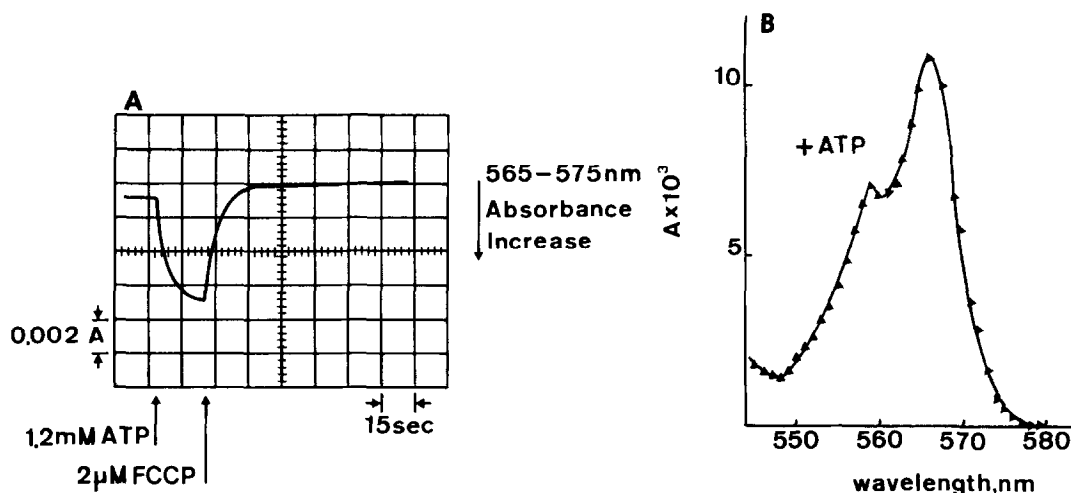 A
565–575nm
Absorbance
Increase
0.002 A
15sec
1.2mM ATP
2µM FCCP
B
10
+ATP
A×10³
5
550 560 570 580
wavelength,nm